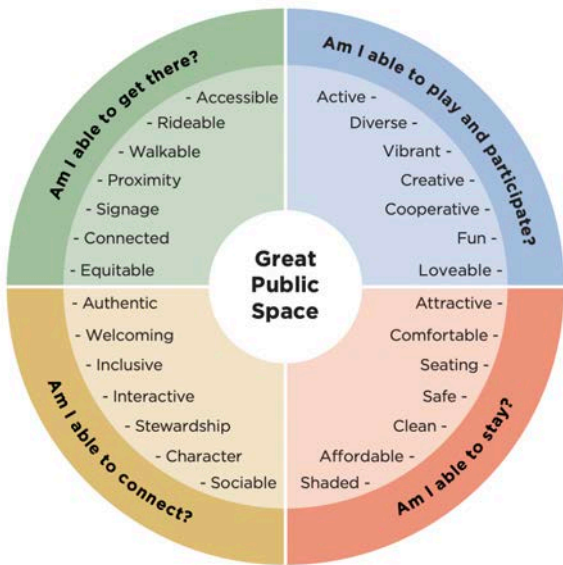 Am I able to get there?
- Accessible
- Rideable
- Walkable
- Proximity
- Signage
- Connected
- Equitable
Am I able to play and participate?
Active -
Diverse -
Vibrant -
Creative -
Cooperative -
Fun -
Loveable -
Great
Public
Space
Am I able to connect?
- Authentic
- Welcoming
- Inclusive
- Interactive
- Stewardship
- Character
- Sociable
Am I able to stay?
Attractive -
Comfortable -
Seating -
Safe -
Clean -
Affordable -
Shaded -